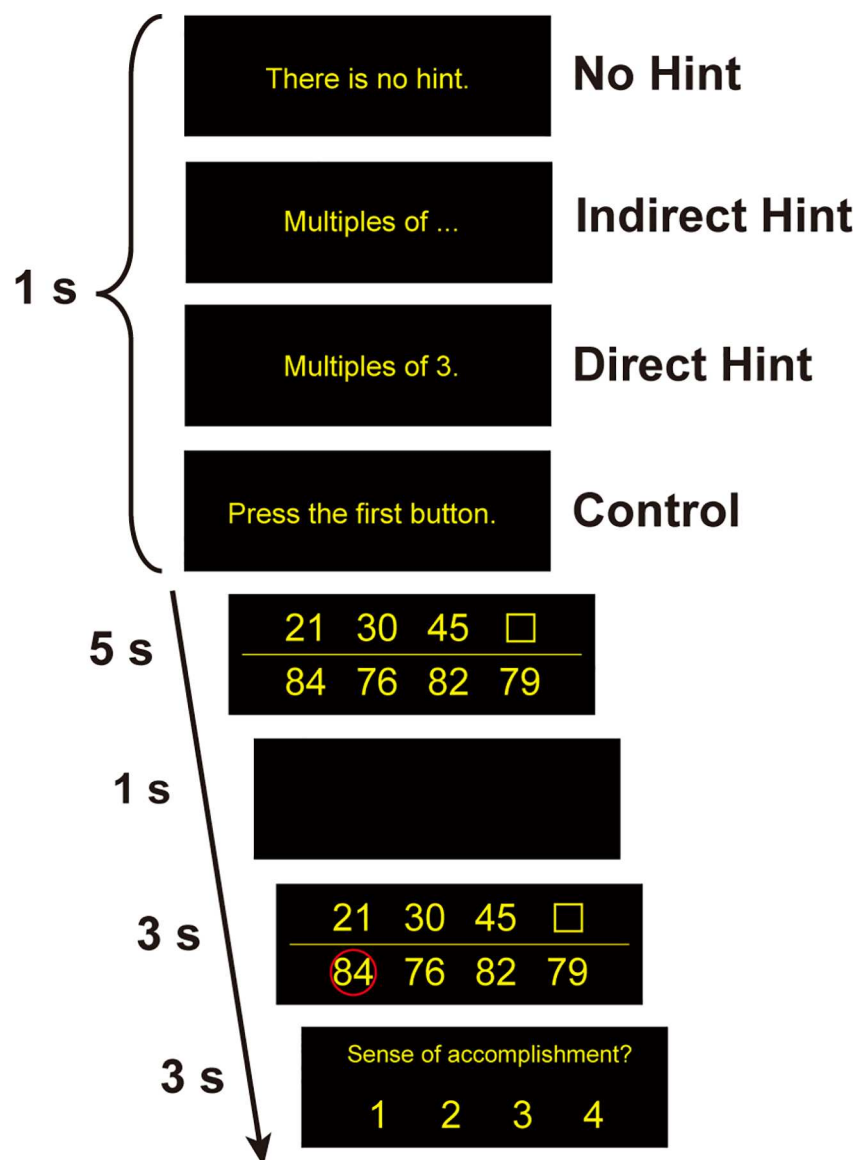 There is no hint. No Hint
Multiples of ... Indirect Hint
1 s
Multiples of 3. Direct Hint
Press the first button. Control
5 s
21 30 45 □
84 76 82 79
1 s
3 s
21 30 45 □
84 76 82 79
3 s
Sense of accomplishment?
1 2 3 4